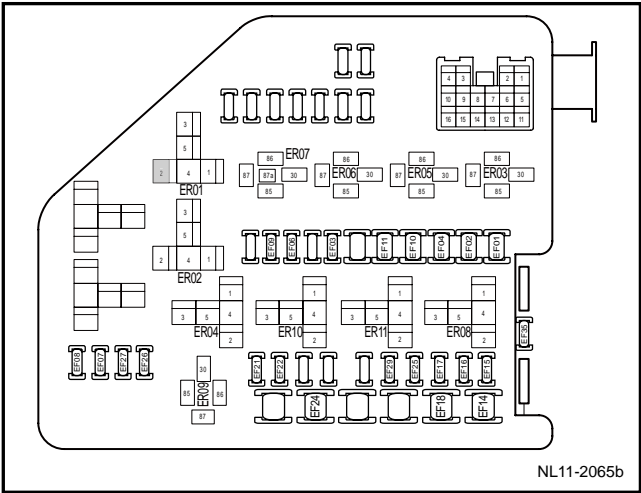 4 3 2 1
10 9 8 7 6 5
16 15 14 13 12 11
3
5
2 4 1
ER01
86
ER07
87 87a 30
85
86
87 ER06 30
85
86
87 ER05 30
85
86
87 ER03 30
85
3
5
2 4 1
ER02
EF09 EF06 EF03 EF11 EF10 EF04 EF02 EF01
1
3 5 4
ER04 2
1
3 5 4
ER10 2
1
3 5 4
ER11 2
1
3 5 4
ER08 2
EF35
EF08 EF07 EF27 EF26
30
85 ER09 86
87
EF21 EF22 EF29 EF25 EF17 EF16 EF15
EF24 EF18 EF14
NL11-2065b